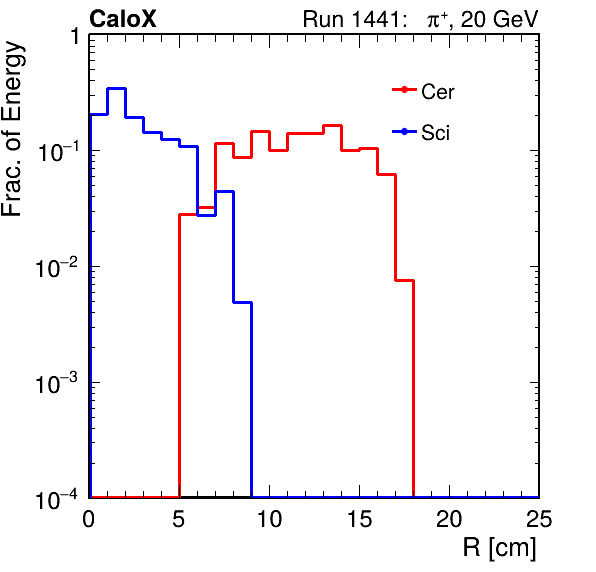 CaloX Run 1441: π⁺, 20 GeV
Frac. of Energy
1
10⁻¹
10⁻²
10⁻³
10⁻⁴
Cer
Sci
0 5 10 15 20 25
R [cm]